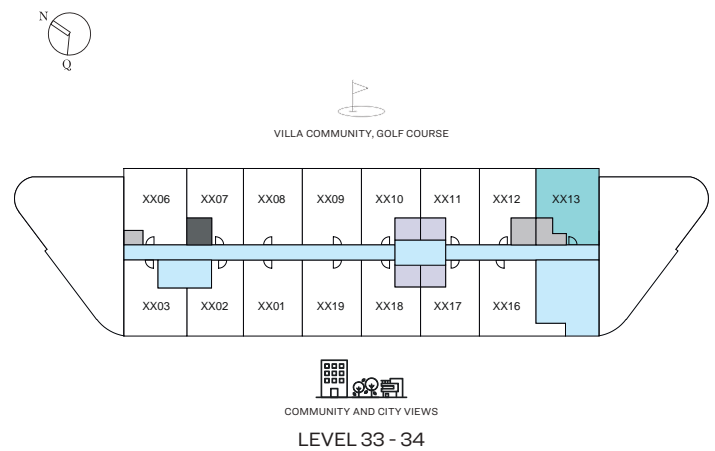 N
Q
VILLA COMMUNITY, GOLF COURSE
XX06 XX07 XX08 XX09 XX10 XX11 XX12 XX13
XX03 XX02 XX01 XX19 XX18 XX17 XX16
COMMUNITY AND CITY VIEWS
LEVEL 33 - 34